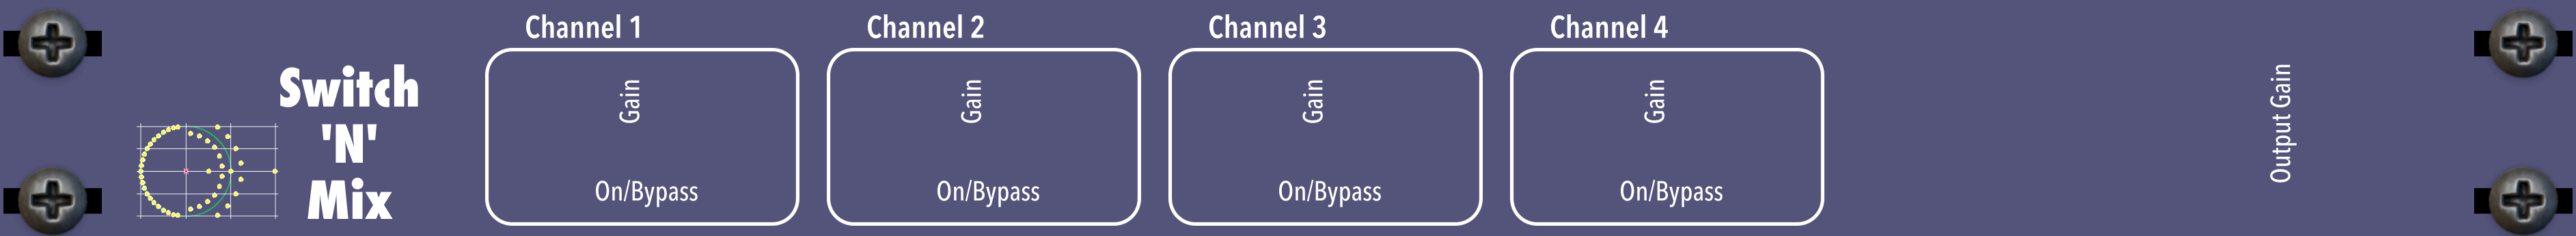 Switch
'N'
Mix
Channel 1
Gain
On/Bypass
Channel 2
Gain
On/Bypass
Channel 3
Gain
On/Bypass
Channel 4
Gain
On/Bypass
Output Gain